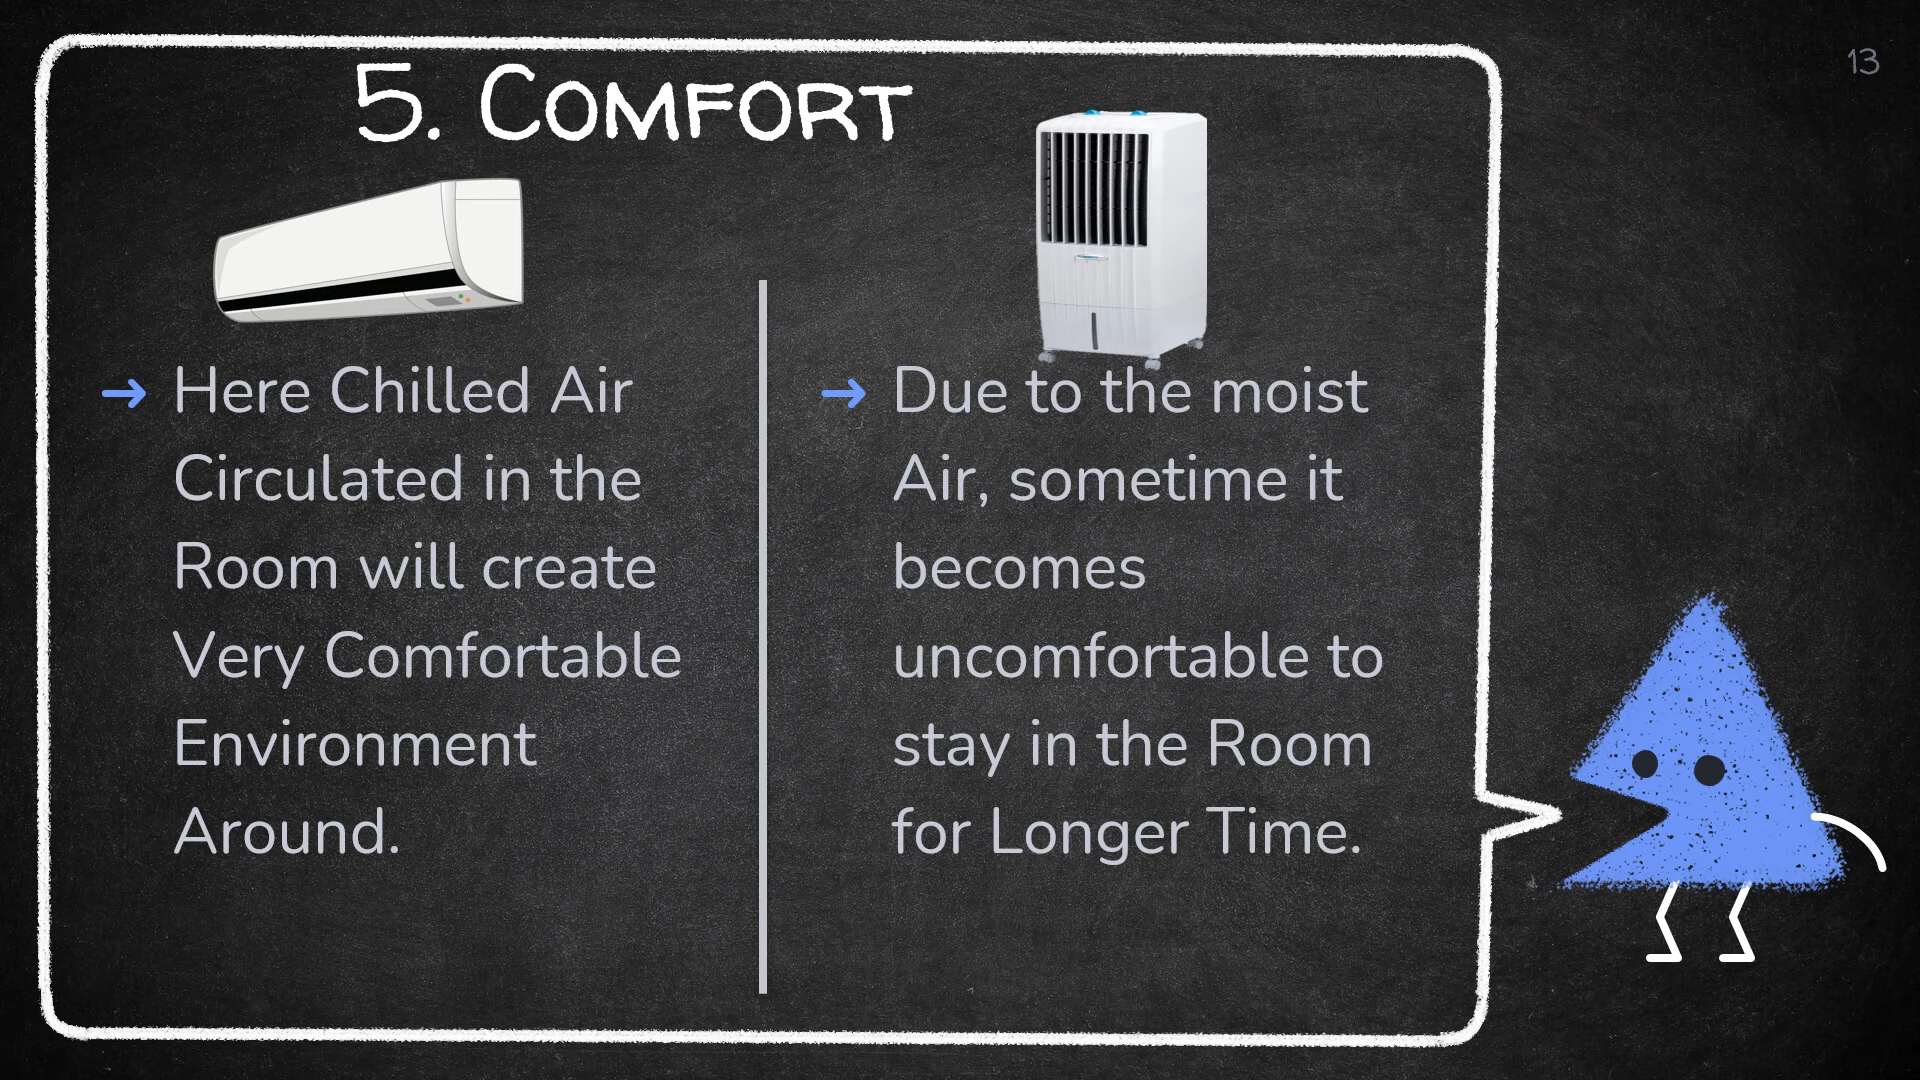 13
5. Comfort
→ Here Chilled Air
Circulated in the
Room will create
Very Comfortable
Environment
Around.
→ Due to the moist
Air, sometime it
becomes
uncomfortable to
stay in the Room
for Longer Time.